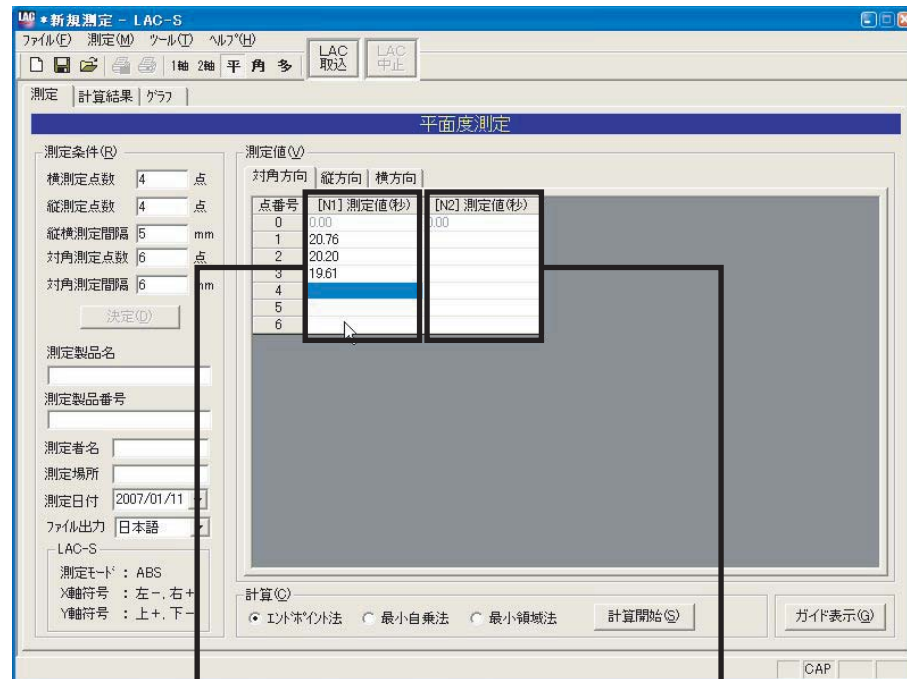 LAC *新規測定 - LAC-S
ファイル(F) 測定(M) ツール(T) ヘルプ(H)
1軸 2軸 平 角 多 LAC取込 LAC中止
測定 計算結果 グラフ
平面度測定
測定条件(R)
横測定点数 4 点
縦測定点数 4 点
縦横測定間隔 5 mm
対角測定点数 6 点
対角測定間隔 6 mm
決定(D)
測定製品名
測定製品番号
測定者名
測定場所
測定日付 2007/01/11
ファイル出力 日本語
LAC-S
測定モード : ABS
X軸符号 : 左-,右+
Y軸符号 : 上+,下-
測定値(V)
対角方向 縦方向 横方向
点番号 [N1] 測定値(秒) [N2] 測定値(秒)
0 0.00 0.00
1 20.76
2 20.20
3 19.61
4
5
6
計算(C)
エンドポイント法 最小自乗法 最小領域法 計算開始(S) ガイド表示(G)
CAP